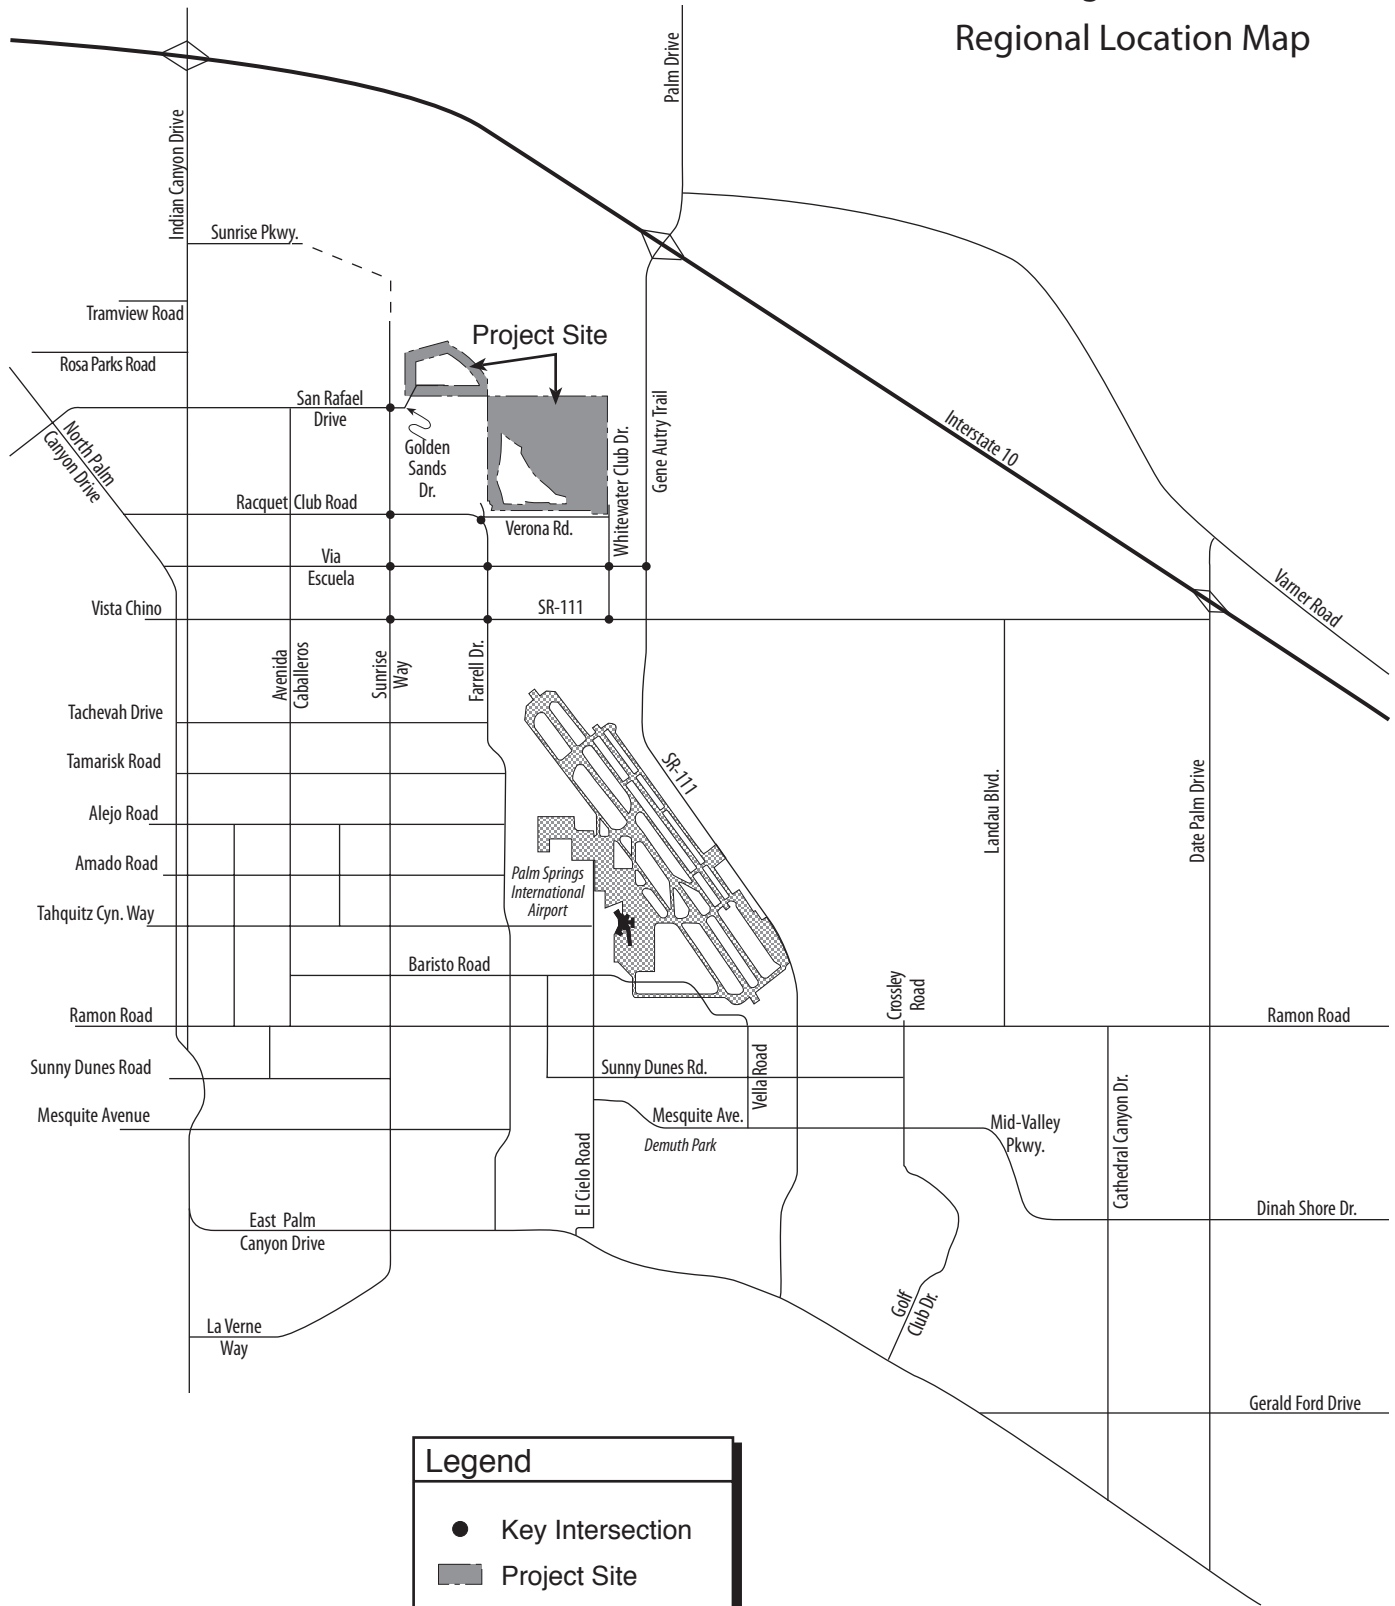 Regional Location Map
Palm Drive
Indian Canyon Drive
Sunrise Pkwy.
Tramview Road
Rosa Parks Road
Project Site
San Rafael
Drive
Golden
Sands
Dr.
North Palm
Canyon Drive
Whitewater Club Dr.
Gene Autry Trail
Interstate 10
Racquet Club Road
Verona Rd.
Via
Escuela
Vista Chino
SR-111
Varner Road
Avenida
Caballeros
Sunrise
Way
Farrell Dr.
Tachevah Drive
Tamarisk Road
SR-111
Landau Blvd.
Date Palm Drive
Alejo Road
Amado Road
Palm Springs
International
Airport
Tahquitz Cyn. Way
Baristo Road
Crossley
Road
Ramon Road
Ramon Road
Sunny Dunes Road
Sunny Dunes Rd.
Vella Road
Mesquite Avenue
Mesquite Ave.
Demuth Park
Mid-Valley
Pkwy.
Cathedral Canyon Dr.
El Cielo Road
Dinah Shore Dr.
East Palm
Canyon Drive
Golf
Club Dr.
La Verne
Way
Gerald Ford Drive
Legend
Key Intersection
Project Site